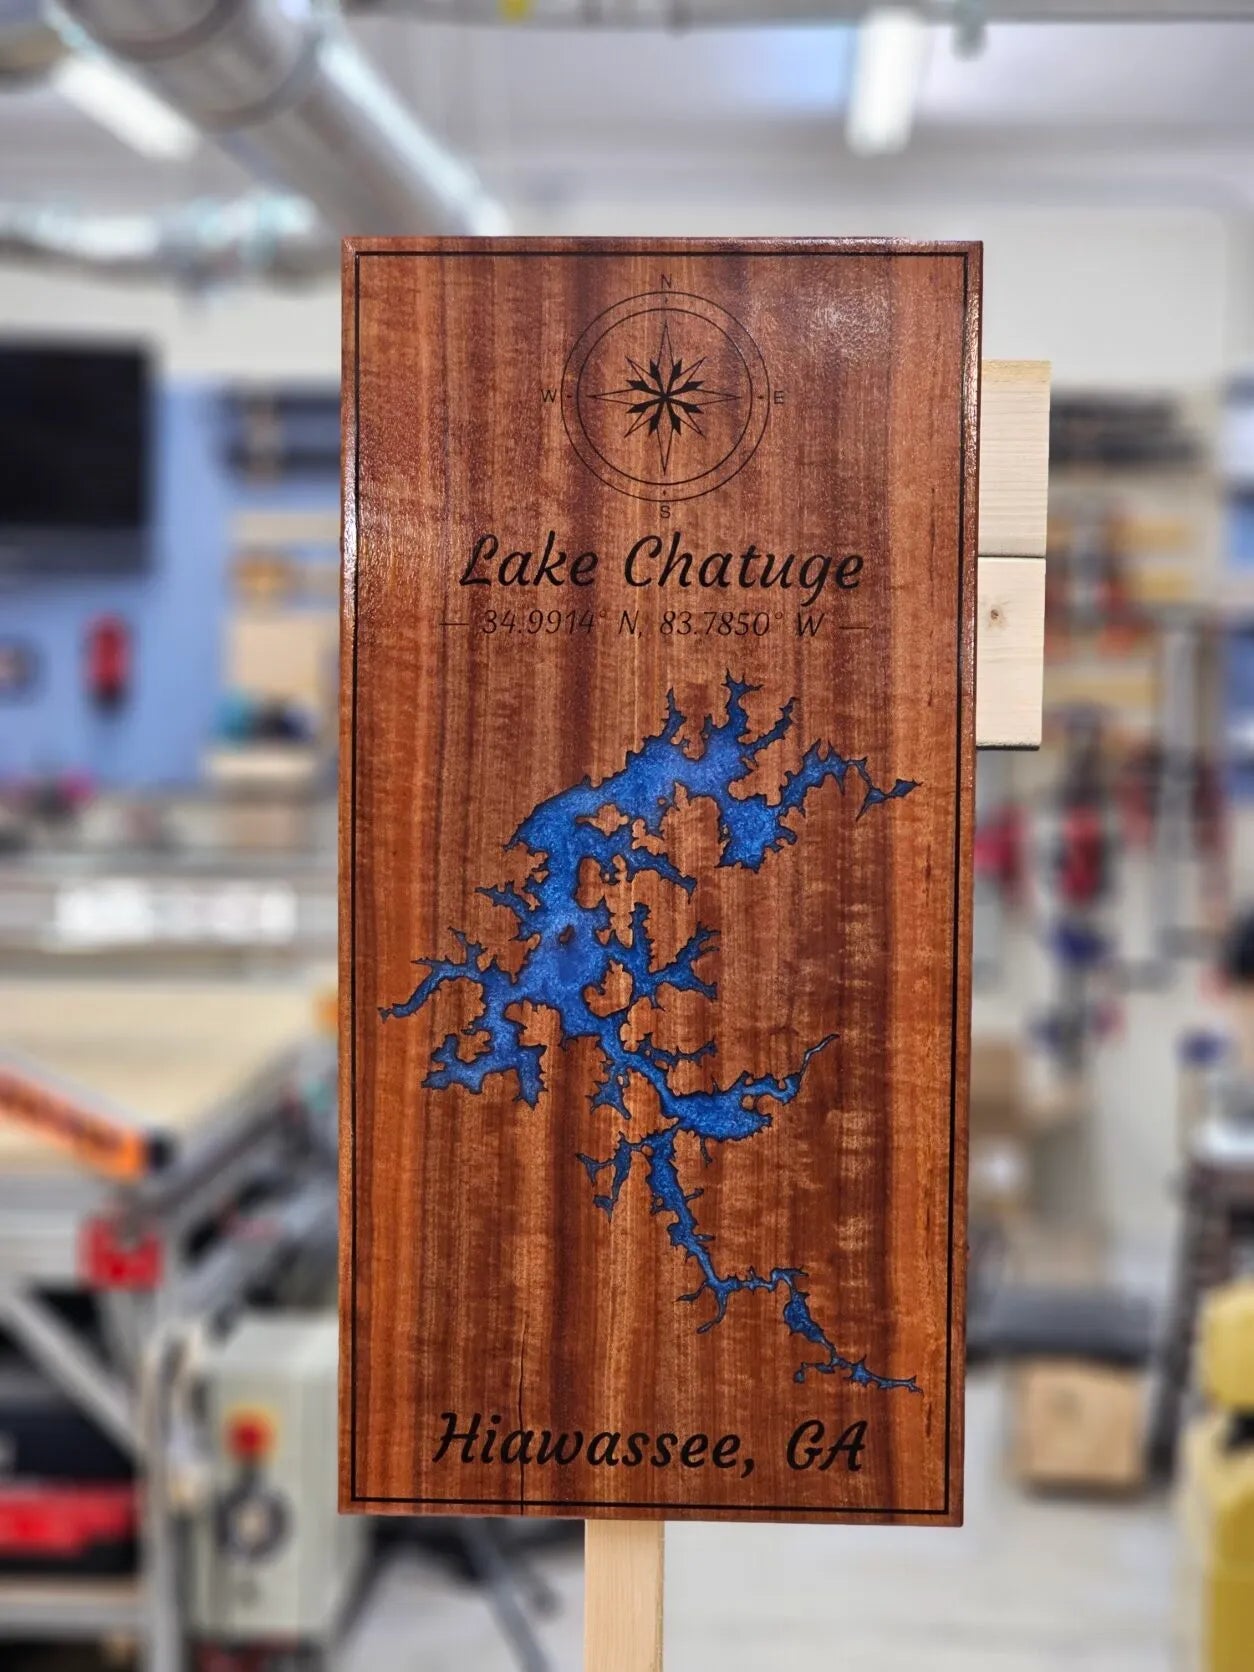 N
W E
S
Lake Chatuge
— 34.9914° N, 83.7850° W —
Hiawassee, GA